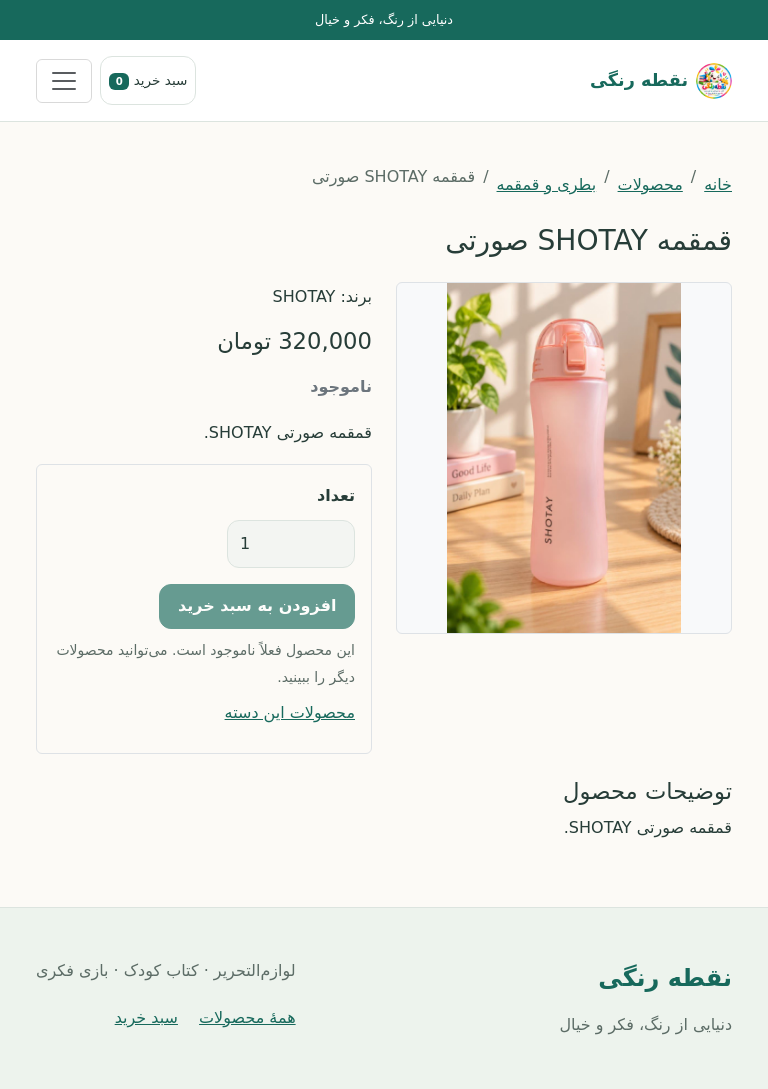 دنیایی از رنگ، فکر و خیال
نقطه رنگی
سبد خرید 0
خانه / محصولات / بطری و قمقمه / قمقمه SHOTAY صورتی
قمقمه SHOTAY صورتی
Good Life
Daily Plan
SHOTAY
برند: SHOTAY
320,000 تومان
ناموجود
قمقمه صورتی SHOTAY.
تعداد
1
افزودن به سبد خرید
این محصول فعلاً ناموجود است. می‌توانید محصولات
دیگر را ببینید.
محصولات این دسته
توضیحات محصول
قمقمه صورتی SHOTAY.
نقطه رنگی
دنیایی از رنگ، فکر و خیال
لوازم‌التحریر · کتاب کودک · بازی فکری
همهٔ محصولات سبد خرید